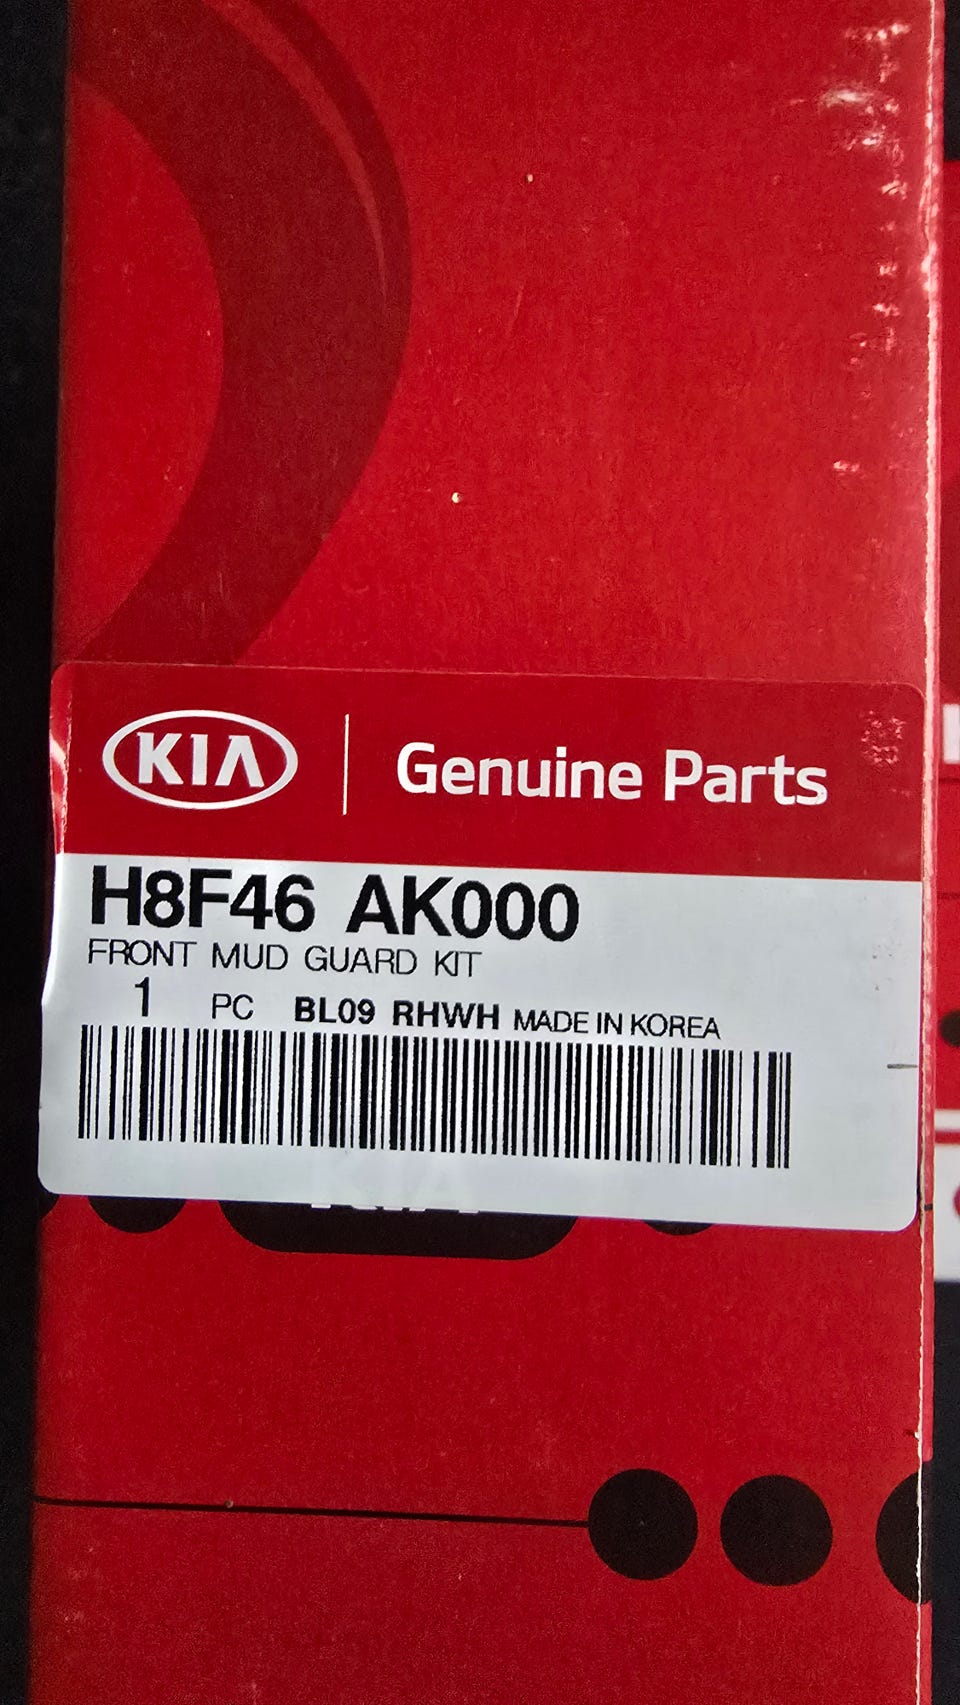 KIA Genuine Parts
H8F46 AK000
FRONT MUD GUARD KIT
1 PC BL09 RHWH MADE IN KOREA